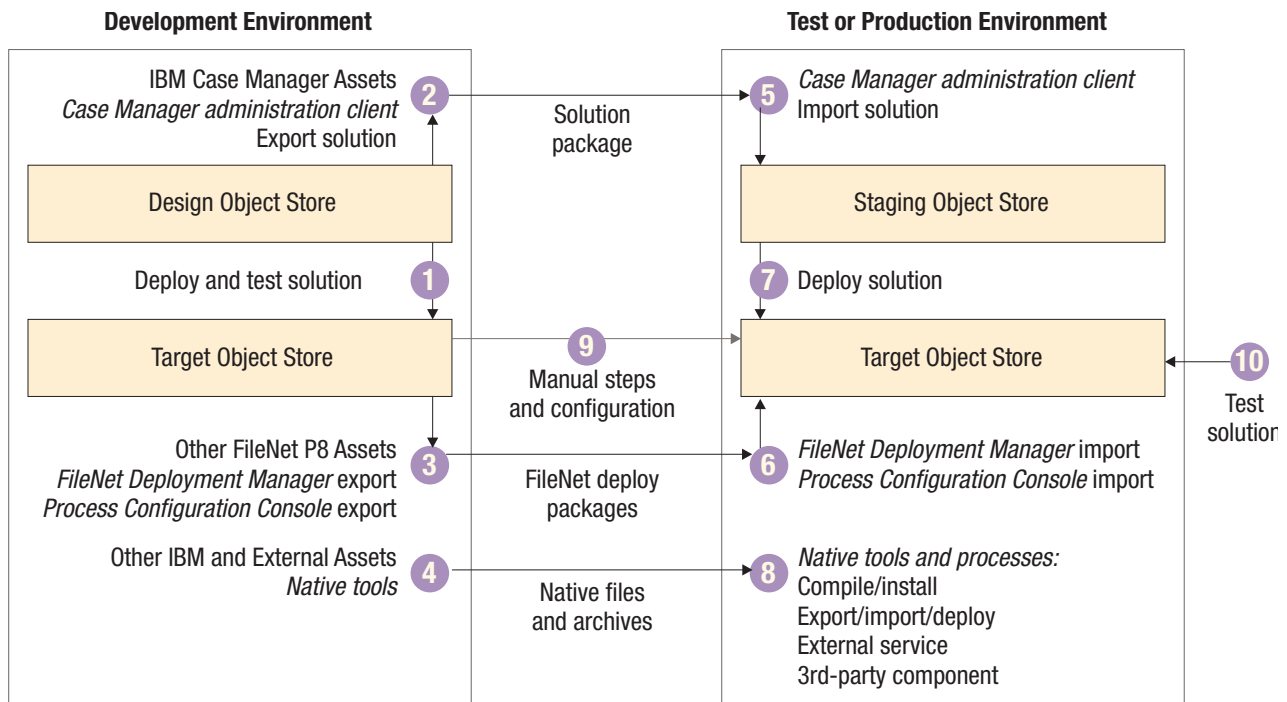 Development Environment
Test or Production Environment
IBM Case Manager Assets
Case Manager administration client
Export solution
2
Solution
package
5
Case Manager administration client
Import solution
Design Object Store
Staging Object Store
Deploy and test solution
1
7
Deploy solution
Target Object Store
9
Manual steps
and configuration
Target Object Store
10
Test
solution
Other FileNet P8 Assets
FileNet Deployment Manager export
Process Configuration Console export
3
FileNet deploy
packages
6
FileNet Deployment Manager import
Process Configuration Console import
Other IBM and External Assets
Native tools
4
Native files
and archives
8
Native tools and processes:
Compile/install
Export/import/deploy
External service
3rd-party component